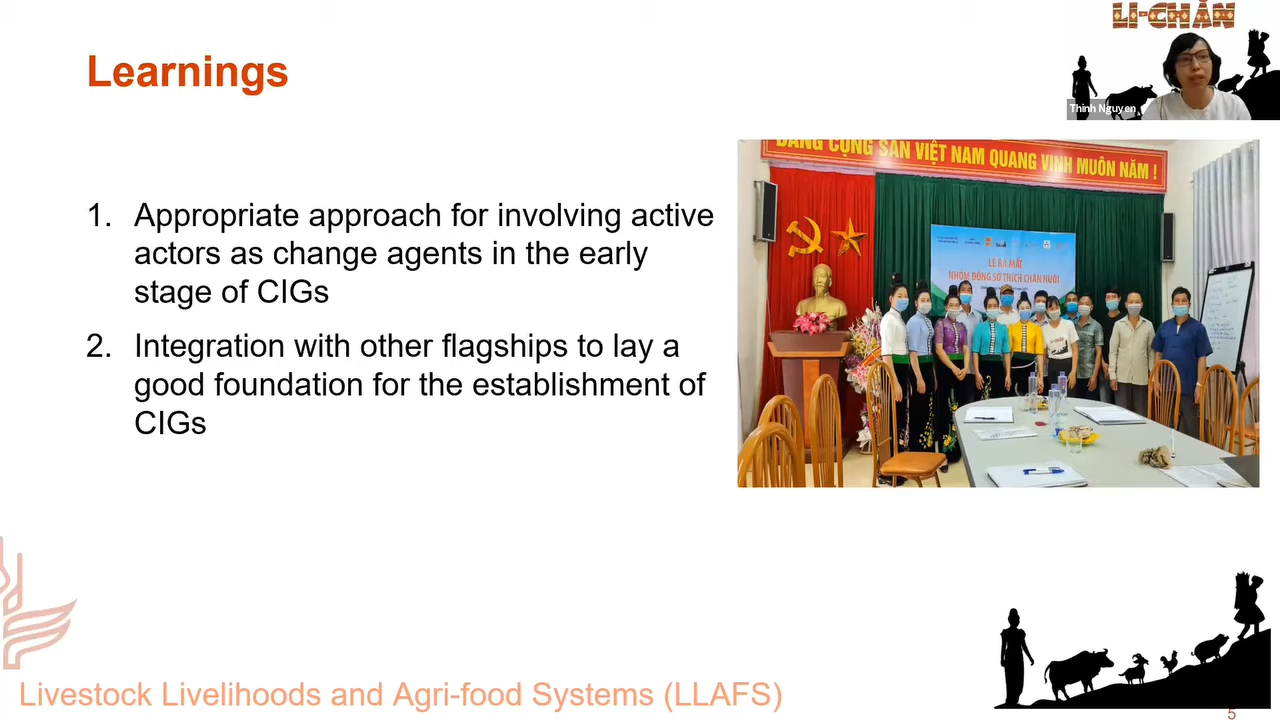 LI-CHĂN
Learnings
Thinh Nguyen
ĐẢNG CỘNG SẢN VIỆT NAM QUANG VINH MUÔN NĂM !
1. Appropriate approach for involving active
actors as change agents in the early
stage of CIGs
LỄ RA MẮT
NHÓM ĐỒNG SỞ THÍCH CHĂN NUÔI
2. Integration with other flagships to lay a
good foundation for the establishment of
CIGs
Livestock Livelihoods and Agri-food Systems (LLAFS)
5